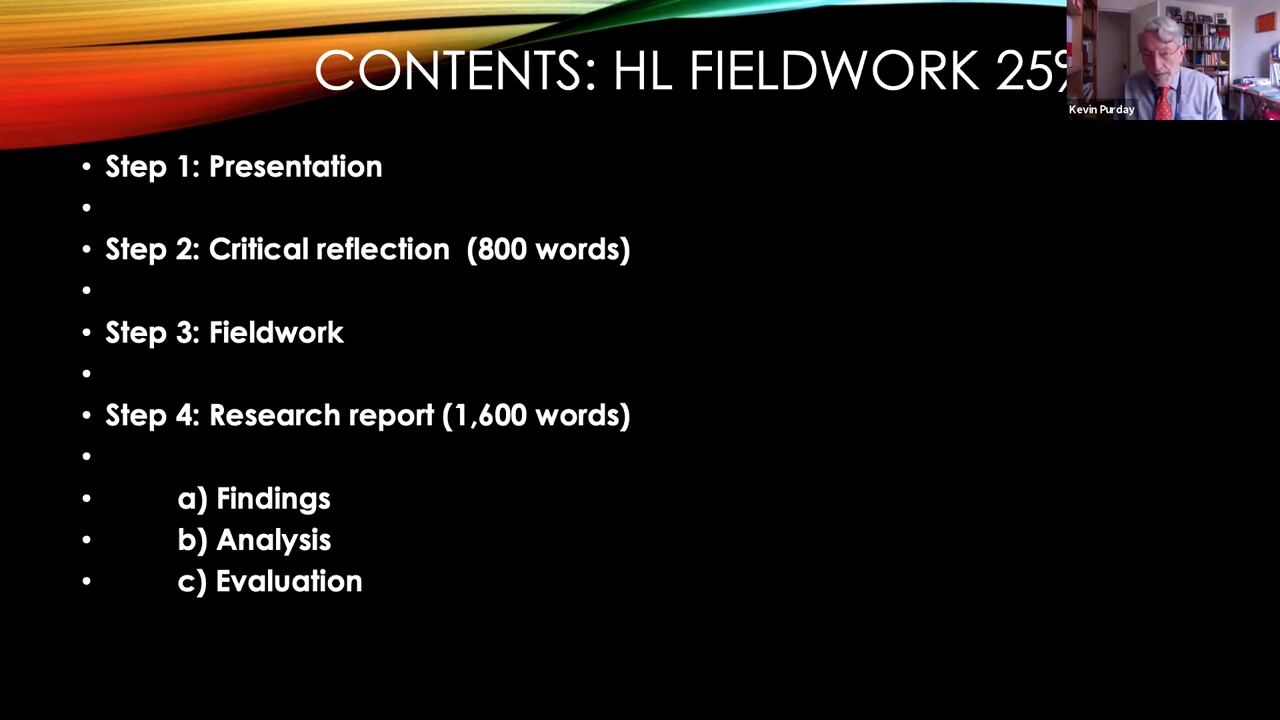 CONTENTS: HL FIELDWORK 25%
Kevin Purday
• Step 1: Presentation
•
• Step 2: Critical reflection (800 words)
•
• Step 3: Fieldwork
•
• Step 4: Research report (1,600 words)
•
• a) Findings
• b) Analysis
• c) Evaluation